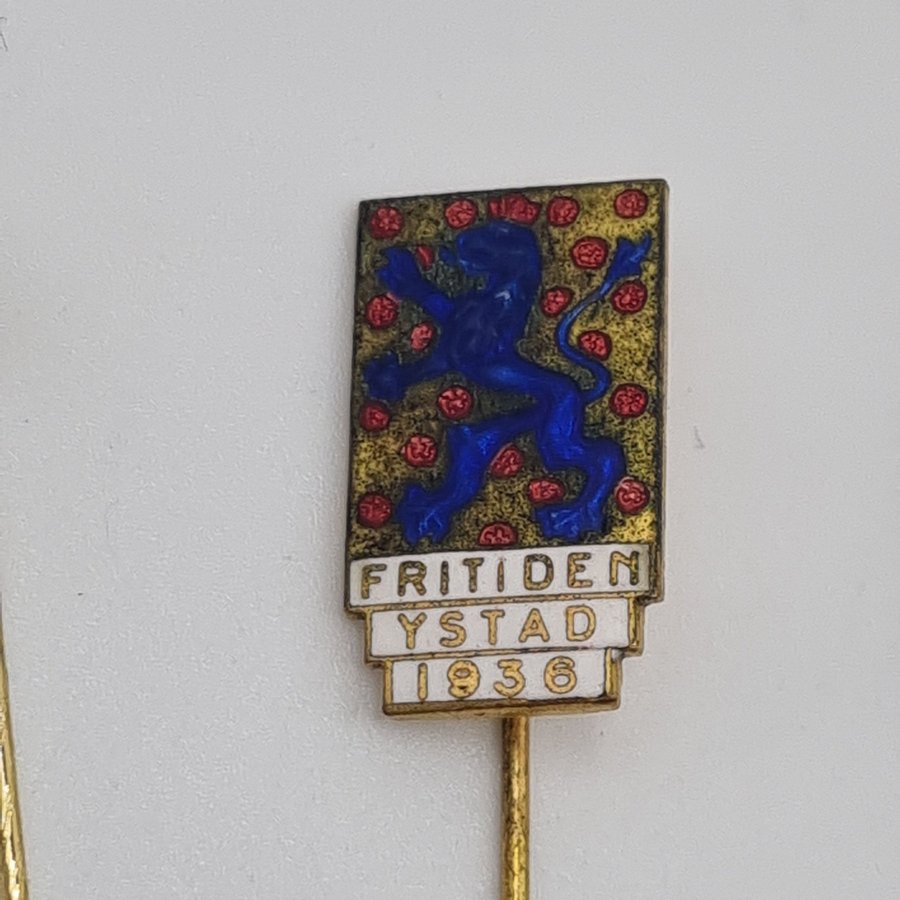 FRITIDEN
YSTAD
1936